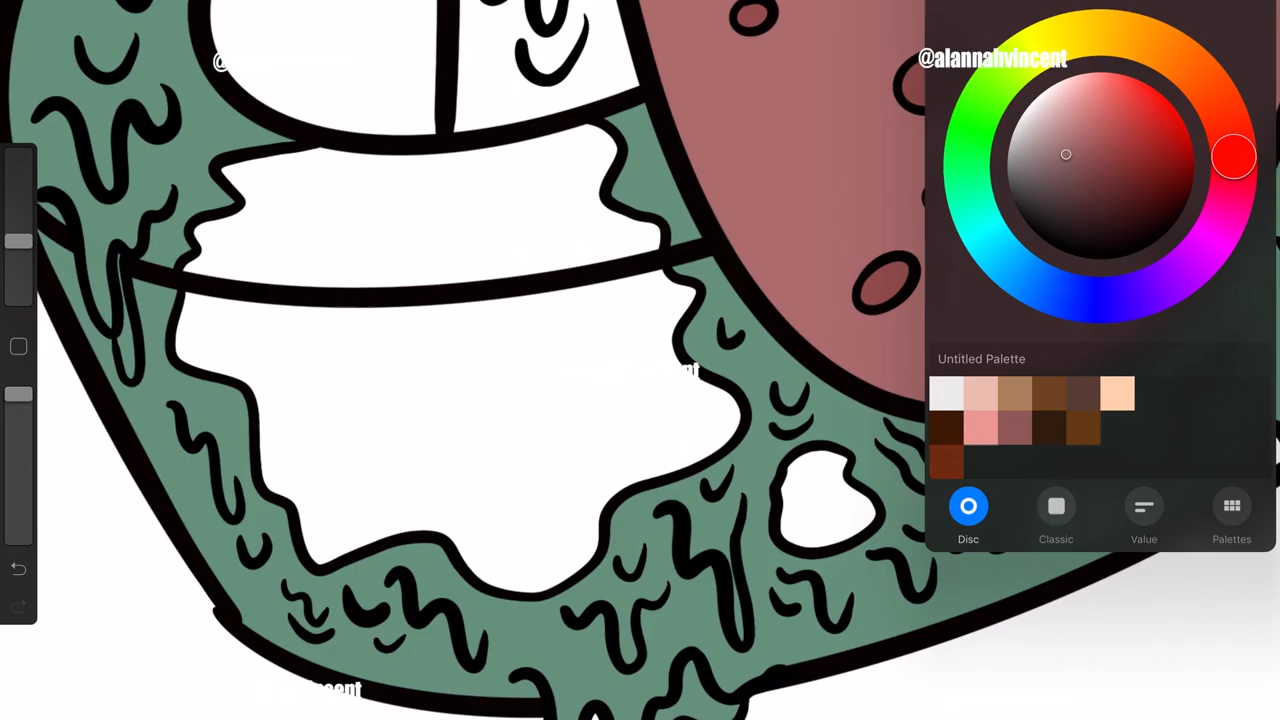 @alannahvincent
Untitled Palette
Disc
Classic
Value
Palettes